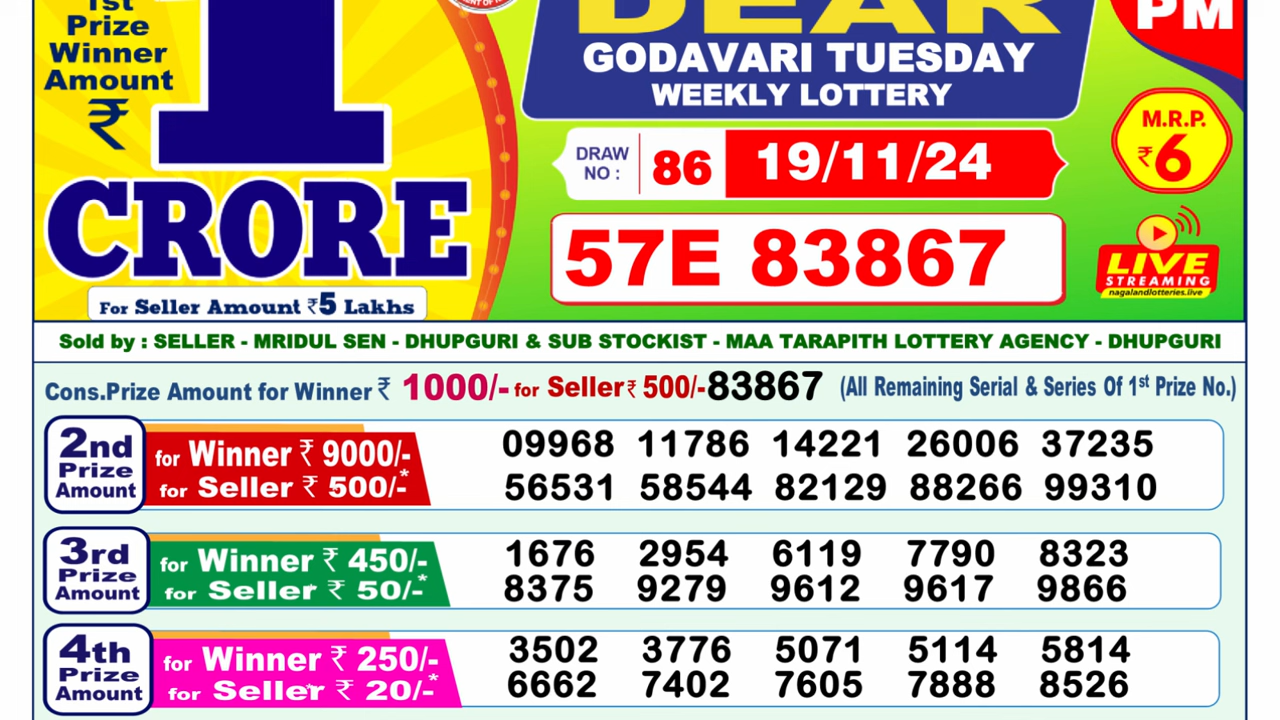 1st
Prize
Winner
Amount
₹
1
CRORE
For Seller Amount ₹5 Lakhs
DEAR
GODAVARI TUESDAY
WEEKLY LOTTERY
DRAW NO : 86 19/11/24
57E 83867
PM
M.R.P.
₹6
LIVE
STREAMING
nagalandlotteries.live
Sold by : SELLER - MRIDUL SEN - DHUPGURI & SUB STOCKIST - MAA TARAPITH LOTTERY AGENCY - DHUPGURI
Cons.Prize Amount for Winner ₹ 1000/- for Seller ₹ 500/- 83867 (All Remaining Serial & Series Of 1st Prize No.)
2nd
Prize
Amount
for Winner ₹ 9000/-
for Seller ₹ 500/-*
09968 11786 14221 26006 37235
56531 58544 82129 88266 99310
3rd
Prize
Amount
for Winner ₹ 450/-
for Seller ₹ 50/-*
1676 2954 6119 7790 8323
8375 9279 9612 9617 9866
4th
Prize
Amount
for Winner ₹ 250/-
for Seller ₹ 20/-*
3502 3776 5071 5114 5814
6662 7402 7605 7888 8526